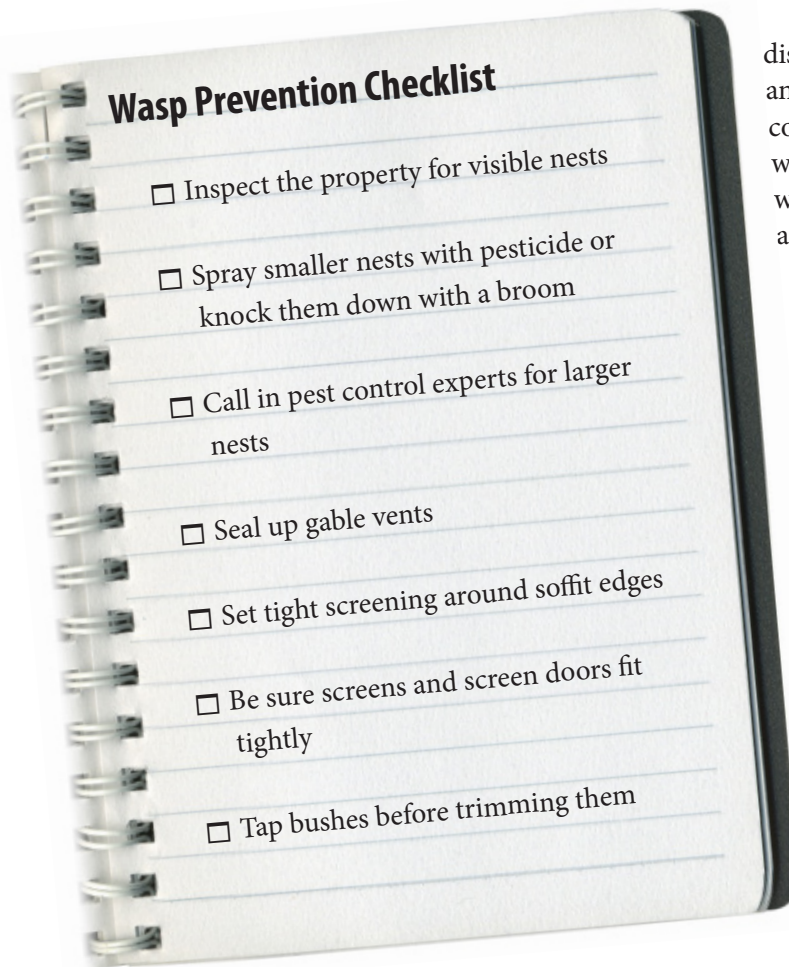 Wasp Prevention Checklist
☐ Inspect the property for visible nests
☐ Spray smaller nests with pesticide or
knock them down with a broom
☐ Call in pest control experts for larger
nests
☐ Seal up gable vents
☐ Set tight screening around soffit edges
☐ Be sure screens and screen doors fit
tightly
☐ Tap bushes before trimming them